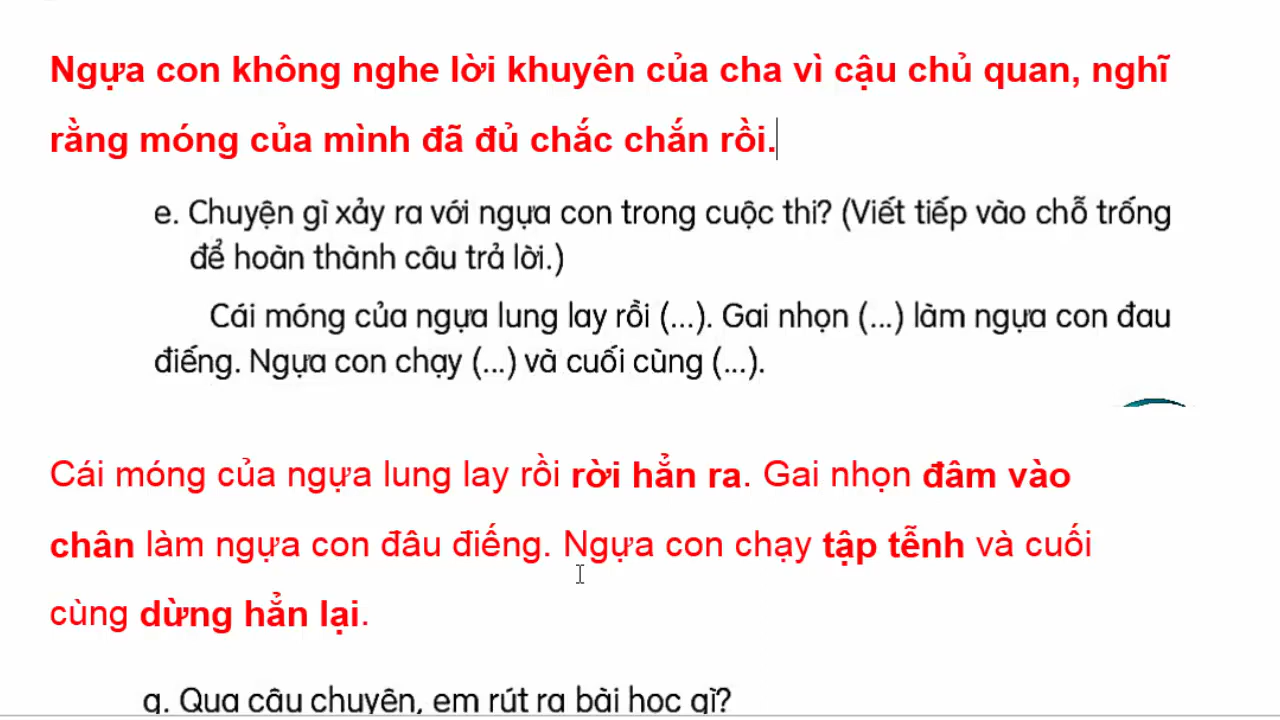 Ngựa con không nghe lời khuyên của cha vì cậu chủ quan, nghĩ
rằng móng của mình đã đủ chắc chắn rồi.
e. Chuyện gì xảy ra với ngựa con trong cuộc thi? (Viết tiếp vào chỗ trống
để hoàn thành câu trả lời.)
Cái móng của ngựa lung lay rồi (...). Gai nhọn (...) làm ngựa con đau
điếng. Ngựa con chạy (...) và cuối cùng (...).
Cái móng của ngựa lung lay rồi rời hẳn ra. Gai nhọn đâm vào
chân làm ngựa con đâu điếng. Ngựa con chạy tập tễnh và cuối
cùng dừng hẳn lại.
g. Qua câu chuyện, em rút ra bài học gì?